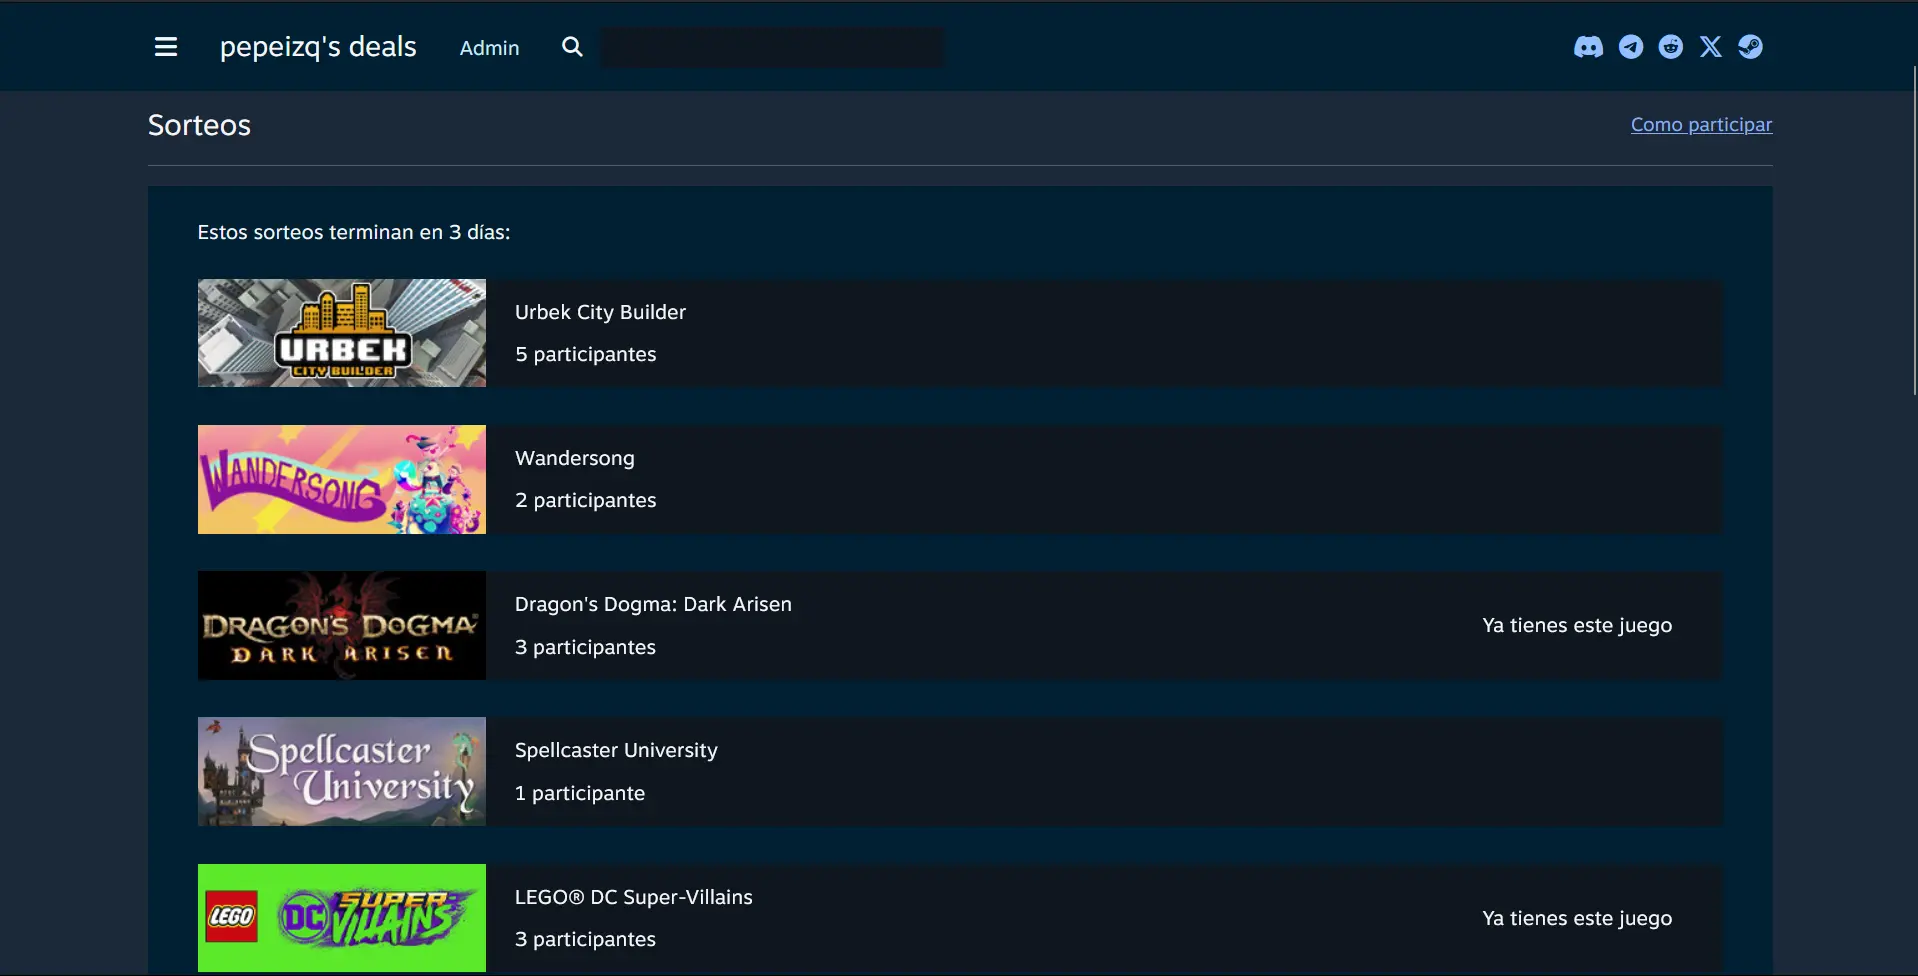 pepeizq's deals
Admin
Sorteos
Como participar
Estos sorteos terminan en 3 días:
URBEK
CITY BUILDER
Urbek City Builder
5 participantes
WANDERSONG
Wandersong
2 participantes
DRAGON'S DOGMA
DARK ARISEN
Dragon's Dogma: Dark Arisen
3 participantes
Ya tienes este juego
Spellcaster
University
Spellcaster University
1 participante
LEGO
DC
SUPER-
VILLAINS
LEGO® DC Super-Villains
3 participantes
Ya tienes este juego